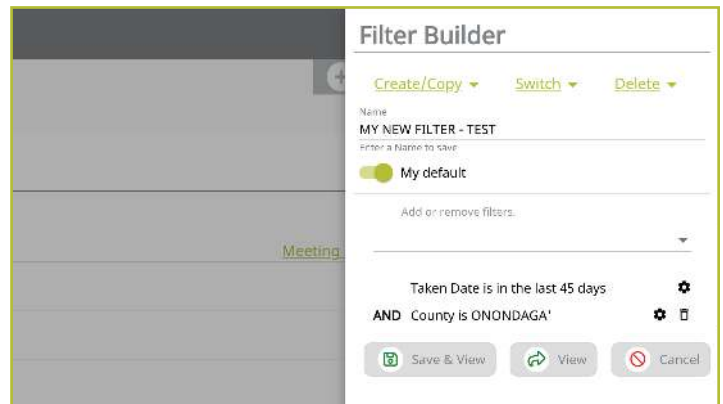 Filter Builder
Create/Copy Switch Delete
Name
MY NEW FILTER - TEST
Enter a Name to save
My default
Add or remove filters.
Meeting
Taken Date is in the last 45 days
AND County is ONONDAGA'
Save & View View Cancel